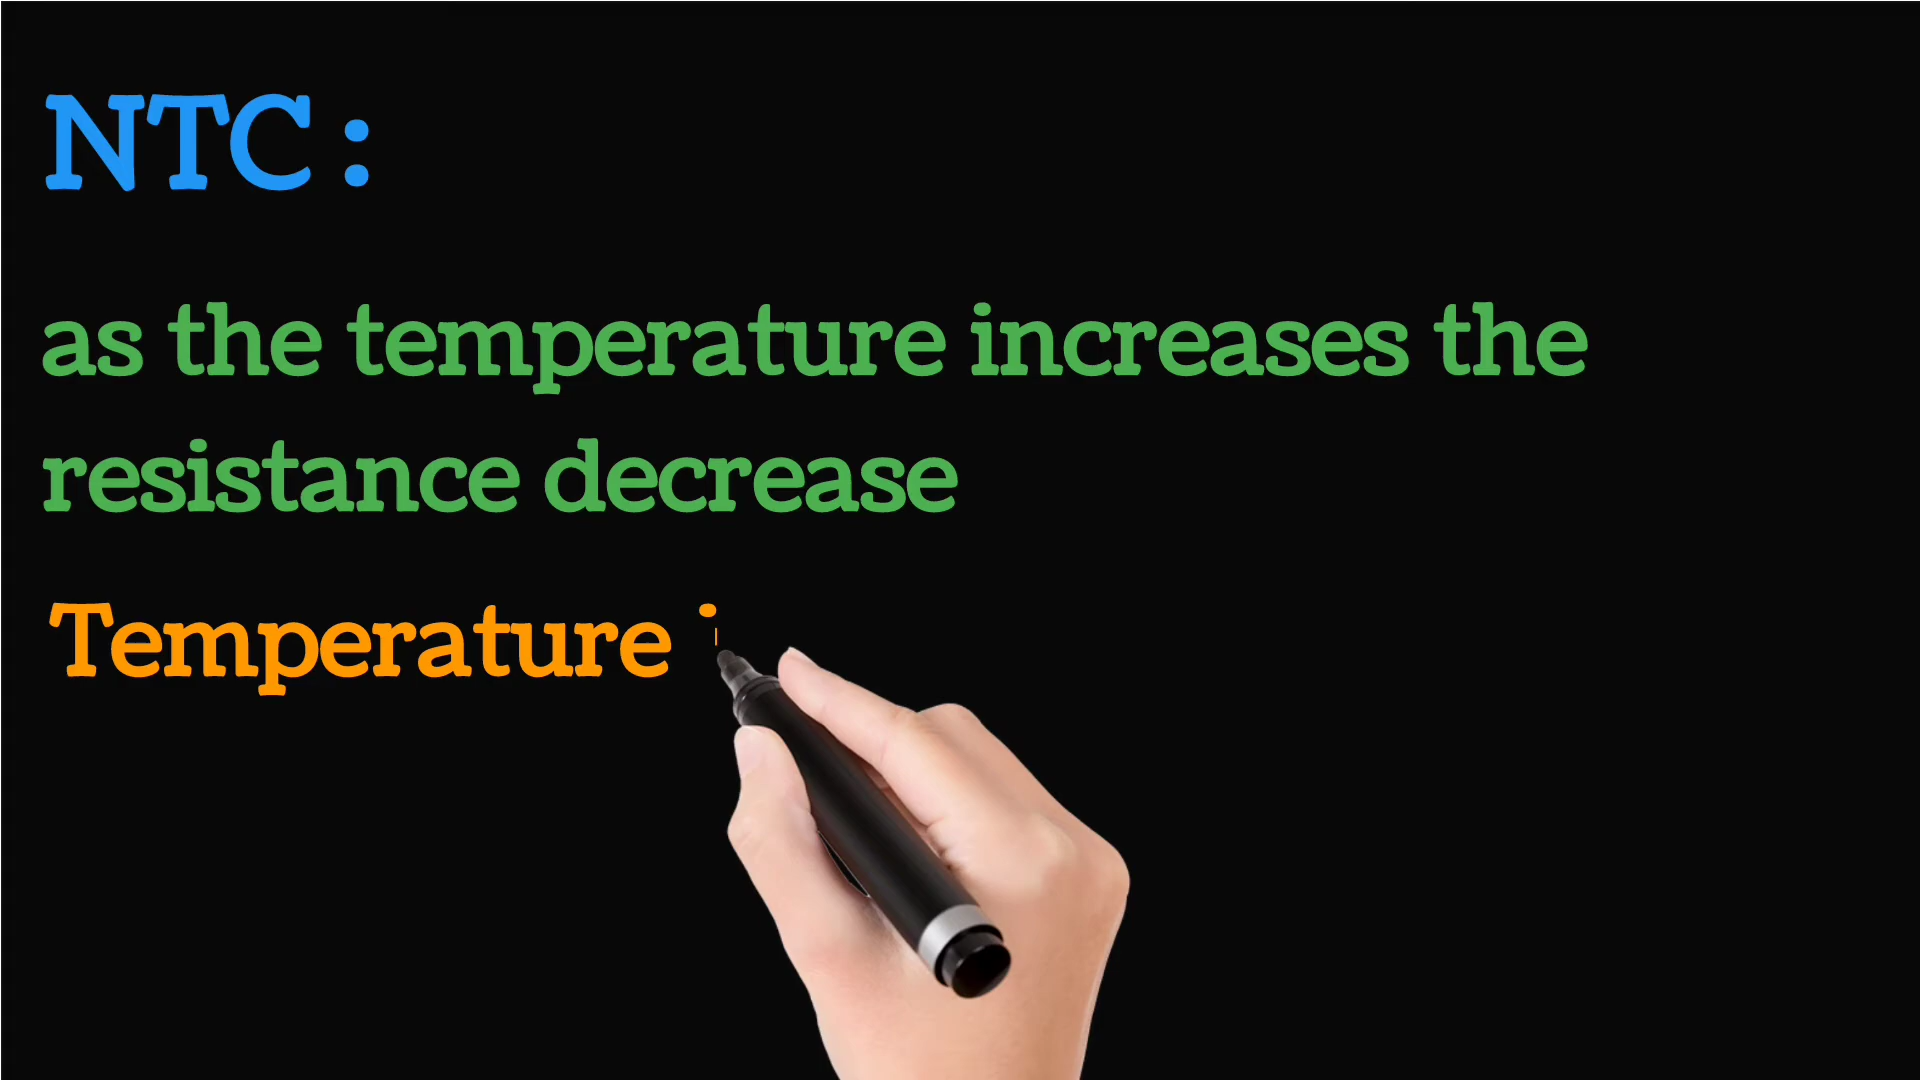 NTC :
as the temperature increases the
resistance decrease
Temperature i